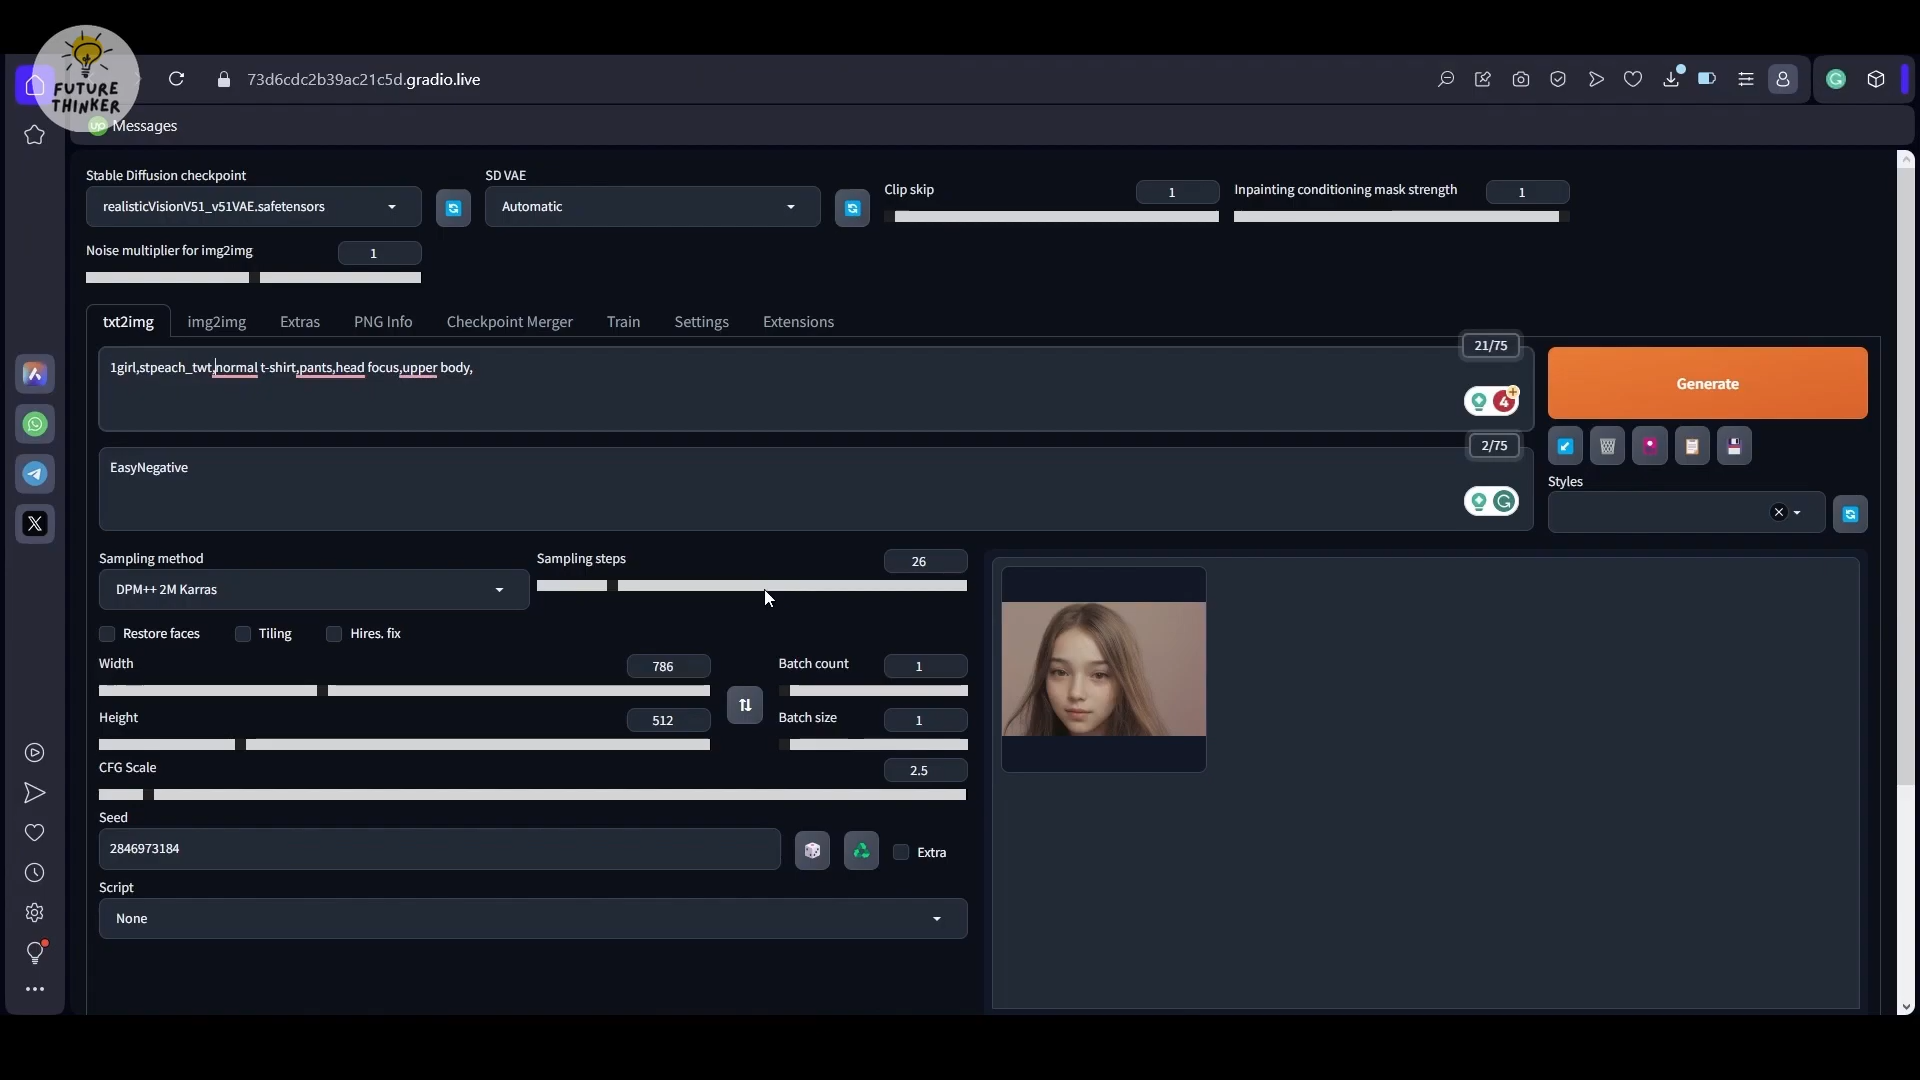 FUTURE
THINKER
73d6cdc2b39ac21c5d.gradio.live
up Messages
Stable Diffusion checkpoint
SD VAE
Clip skip
1
Inpainting conditioning mask strength
1
realisticVisionV51_v51VAE.safetensors
Automatic
Noise multiplier for img2img
1
txt2img
img2img
Extras
PNG Info
Checkpoint Merger
Train
Settings
Extensions
21/75
1girl,stpeach_twt,normal t-shirt,pants,head focus,upper body,
4
Generate
2/75
EasyNegative
Styles
Sampling method
Sampling steps
26
DPM++ 2M Karras
Restore faces
Tiling
Hires. fix
Width
786
Batch count
1
Height
512
Batch size
1
CFG Scale
2.5
Seed
2846973184
Extra
Script
None